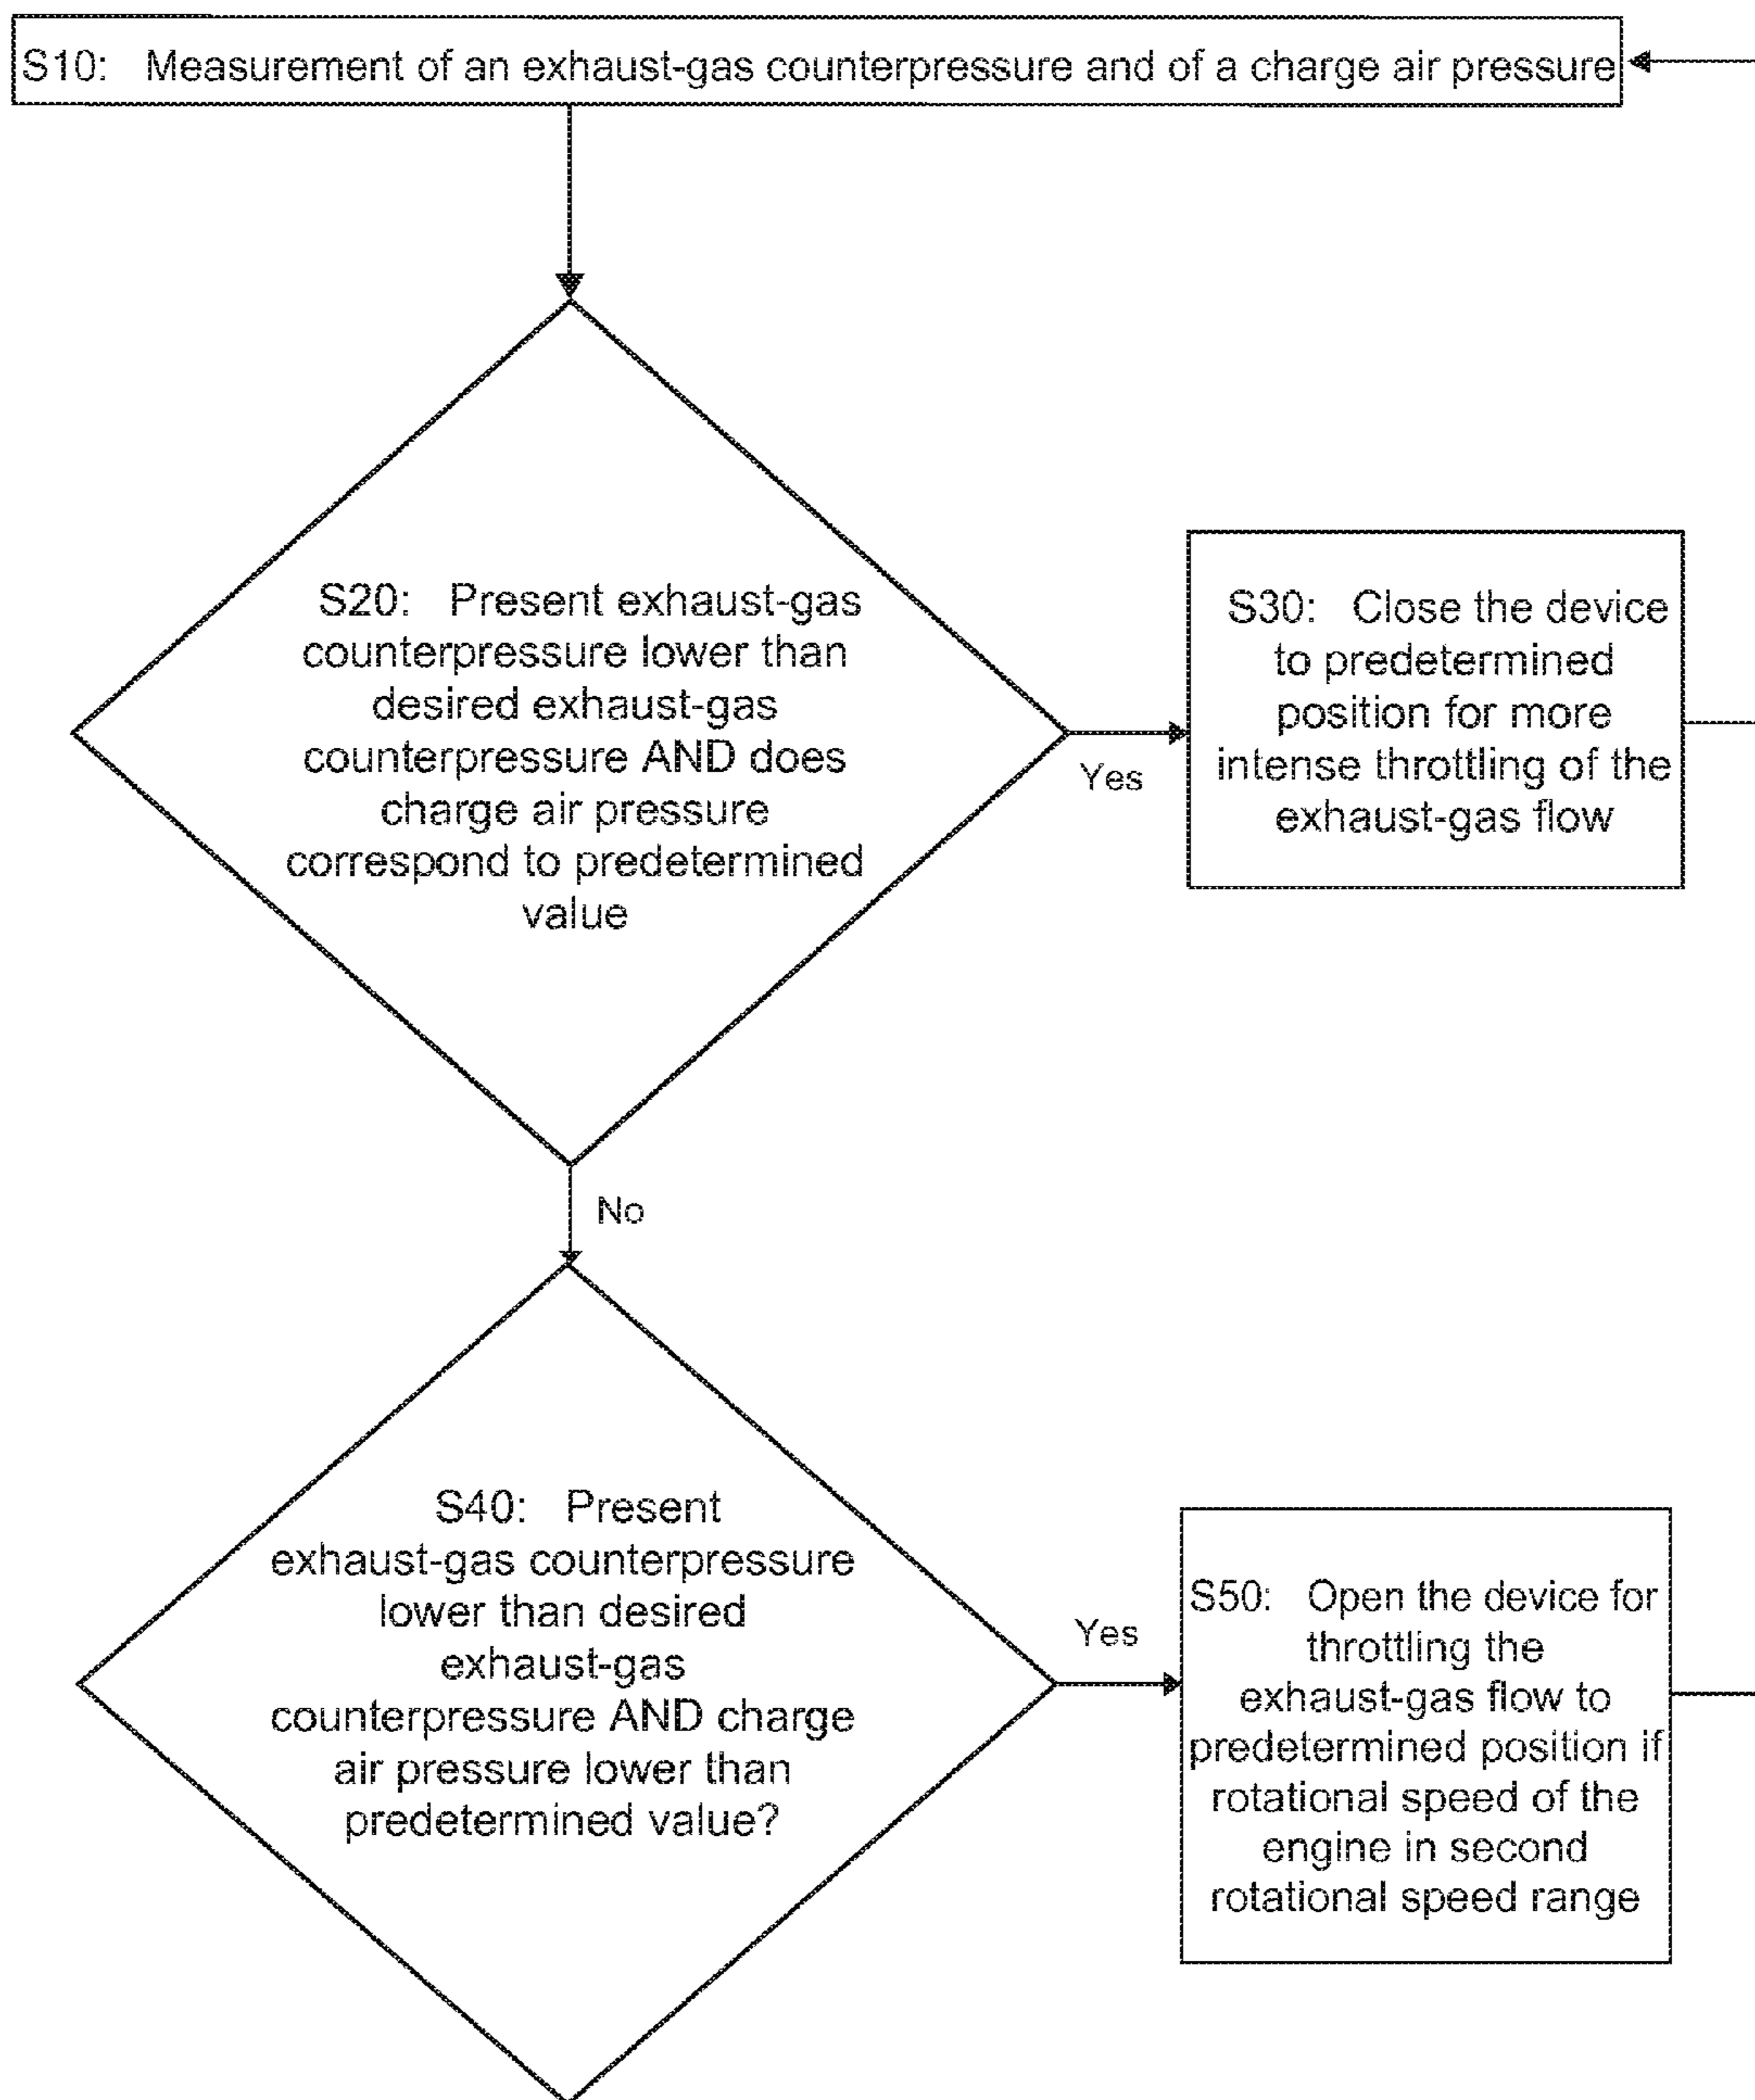 S10: Measurement of an exhaust-gas counterpressure and of a charge air pressure
S20: Present exhaust-gas
counterpressure lower than
desired exhaust-gas
counterpressure AND does
charge air pressure
correspond to predetermined
value
Yes
S30: Close the device
to predetermined
position for more
intense throttling of the
exhaust-gas flow
No
S40: Present
exhaust-gas counterpressure
lower than desired
exhaust-gas
counterpressure AND charge
air pressure lower than
predetermined value?
Yes
S50: Open the device for
throttling the
exhaust-gas flow to
predetermined position if
rotational speed of the
engine in second
rotational speed range